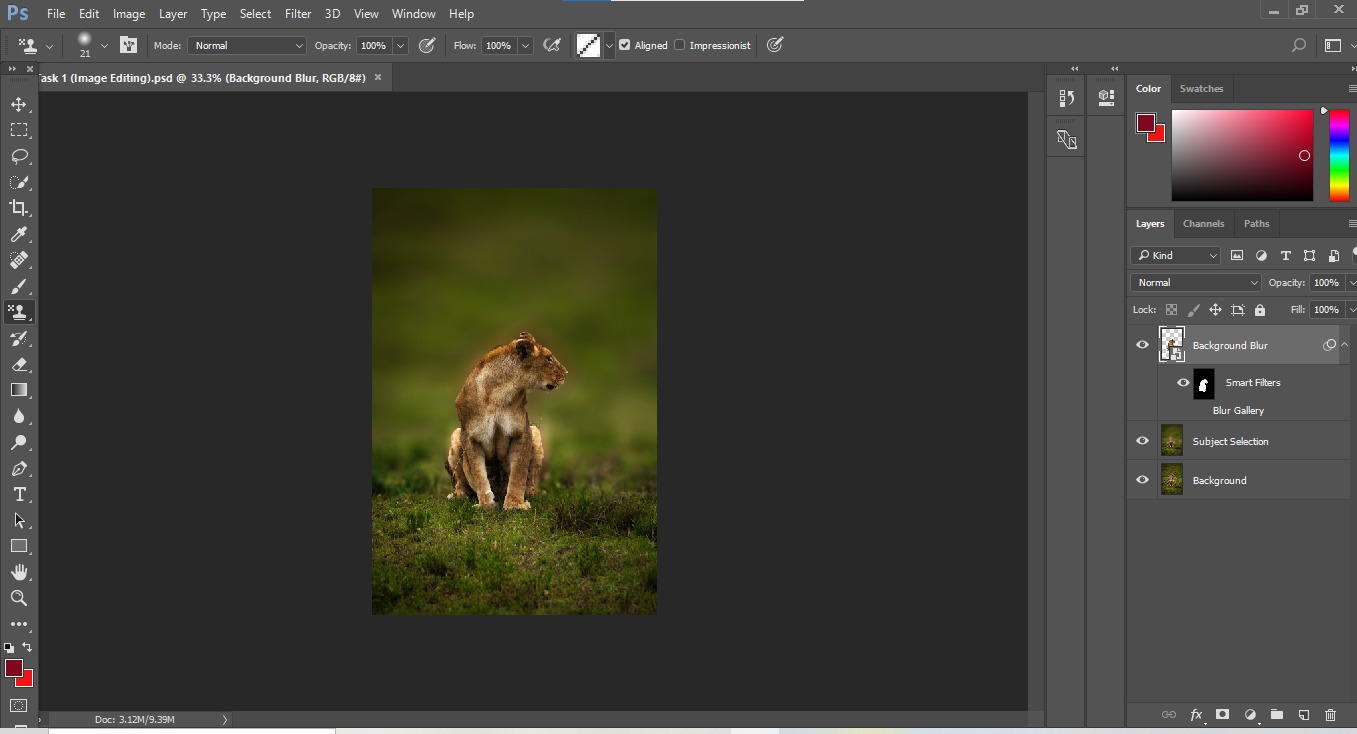 Ps File Edit Image Layer Type Select Filter 3D View Window Help
21 Mode: Normal Opacity: 100% Flow: 100% Aligned Impressionist
Task 1 (Image Editing).psd @ 33.3% (Background Blur, RGB/8#)
Color Swatches
Layers Channels Paths
Kind
Normal Opacity: 100%
Lock: Fill: 100%
Background Blur
Smart Filters
Blur Gallery
Subject Selection
Background
Doc: 3.12M/9.39M
fx